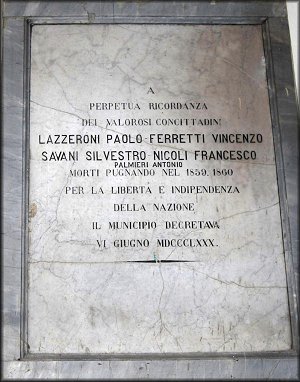 A
PERPETUA RICORDANZA
DEI VALOROSI CONCITTADINI
LAZZERONI PAOLO FERRETTI VINCENZO
SAVANI SILVESTRO NICOLI FRANCESCO
PALMIERI ANTONIO
MORTI PUGNANDO NEL 1859. 1860
PER LA LIBERTÀ E INDIPENDENZA
DELLA NAZIONE
IL MUNICIPIO DECRETAVA
VI GIUGNO MDCCCLXXX.